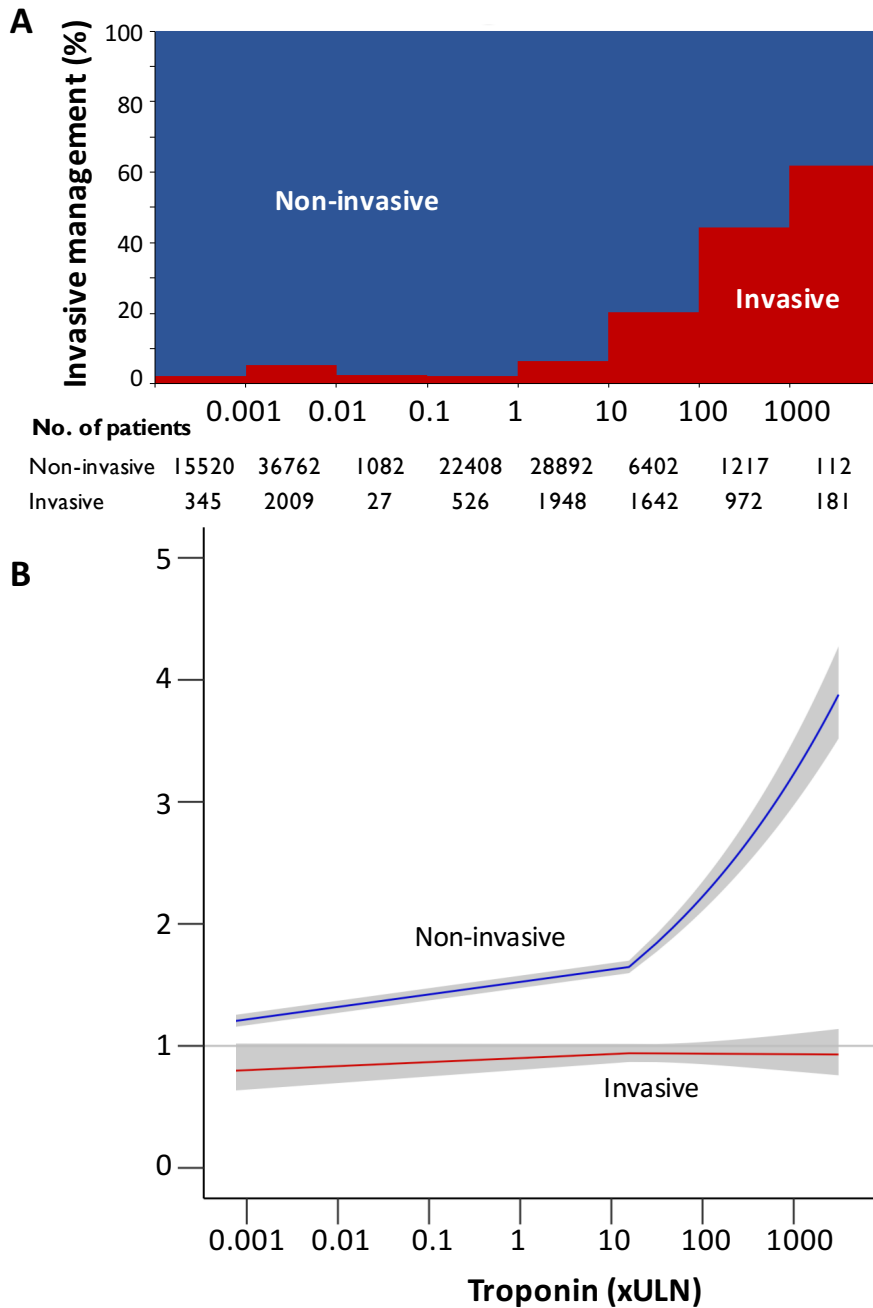 A
Invasive management (%)
100
80
60
40
20
0
Non-invasive
Invasive
0.001 0.01 0.1 1 10 100 1000
No. of patients
Non-invasive 15520 36762 1082 22408 28892 6402 1217 112
Invasive 345 2009 27 526 1948 1642 972 181
B
5
4
3
2
1
0
Non-invasive
Invasive
0.001 0.01 0.1 1 10 100 1000
Troponin (xULN)